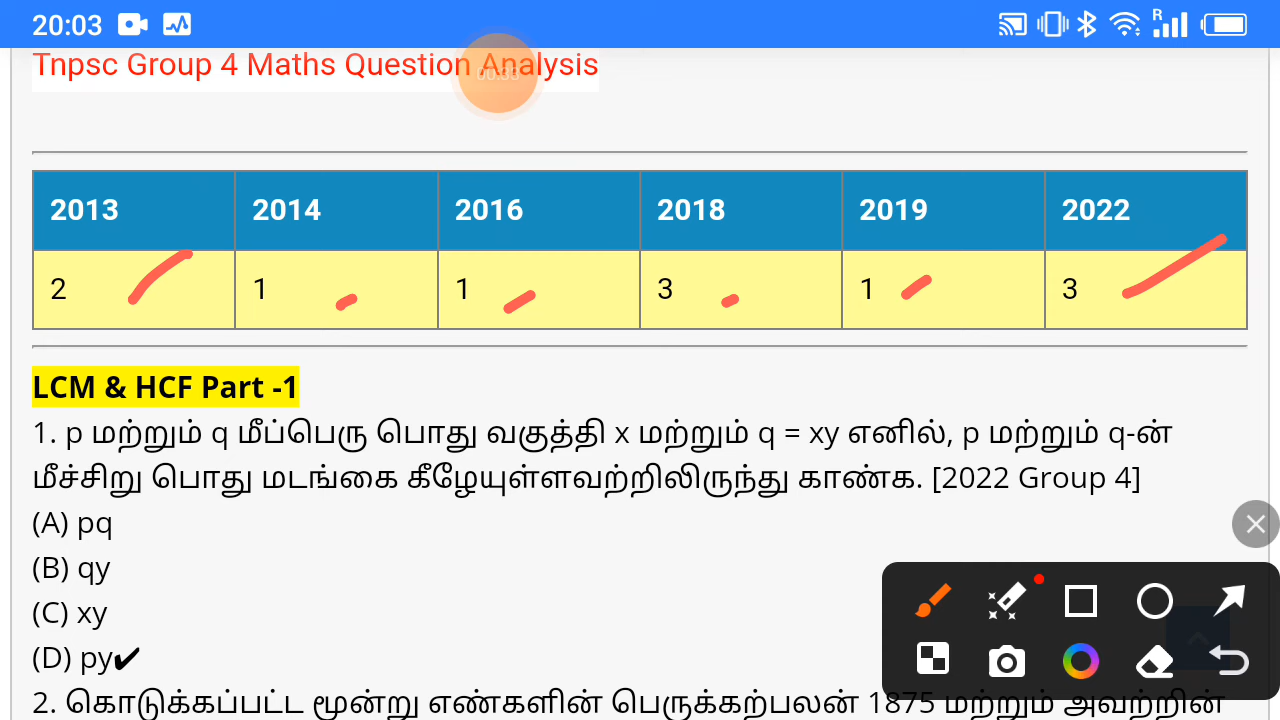 20:03
R
Tnpsc Group 4 Maths Question Analysis
2013 2014 2016 2018 2019 2022
2 1 1 3 1 3
LCM & HCF Part -1
1. p மற்றும் q மீப்பெரு பொது வகுத்தி x மற்றும் q = xy எனில், p மற்றும் q-ன்
மீச்சிறு பொது மடங்கை கீழேயுள்ளவற்றிலிருந்து காண்க. [2022 Group 4]
(A) pq
(B) qy
(C) xy
(D) py✔
2. கொடுக்கப்பட்ட மூன்று எண்களின் பெருக்கற்பலன் 1875 மற்றும் அவற்றின்